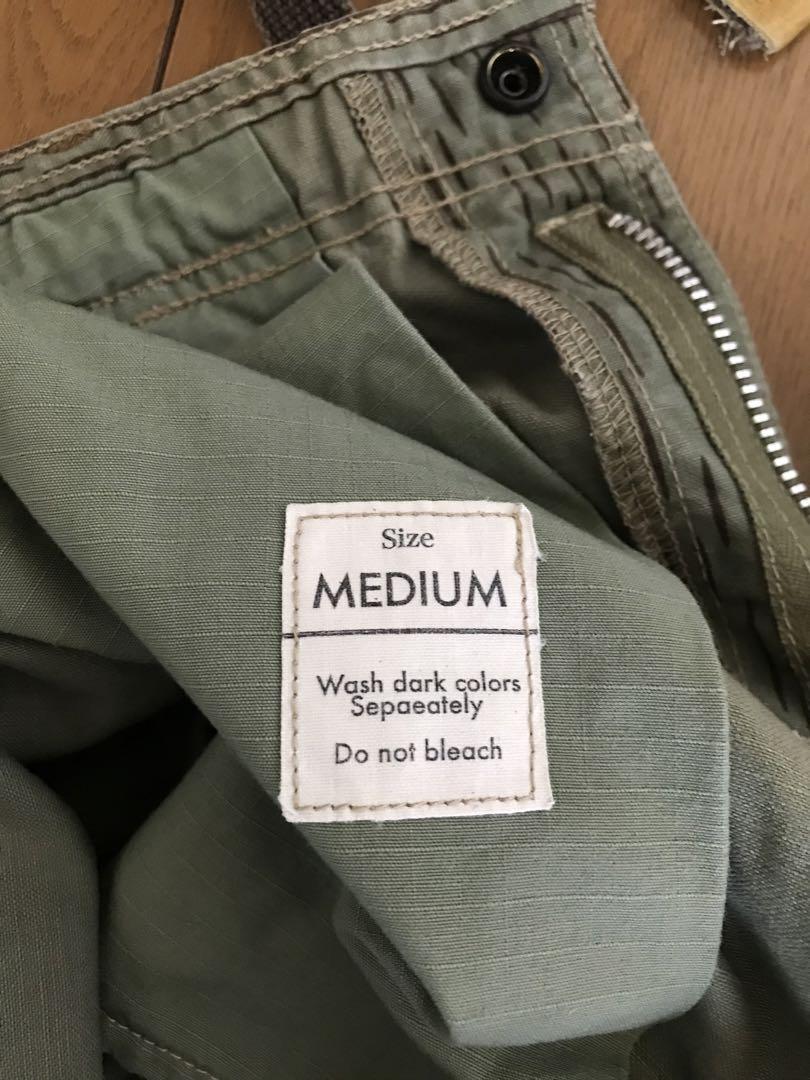 Size
MEDIUM
Wash dark colors
Sepaeately
Do not bleach